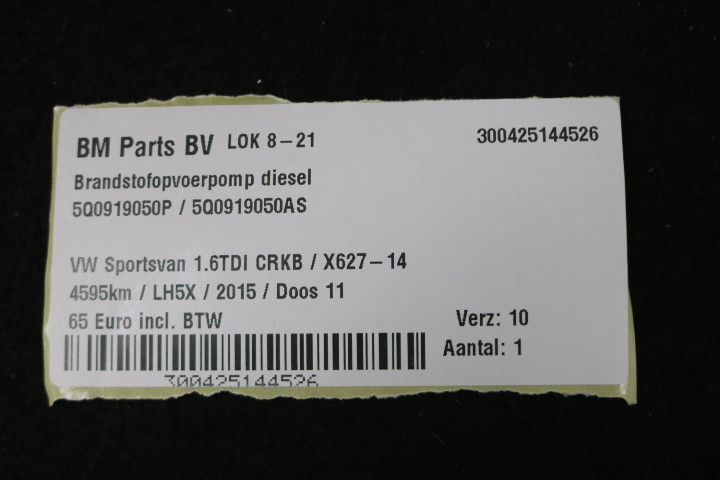 BM Parts BV LOK 8-21 300425144526
Brandstofopvoerpomp diesel
5Q0919050P / 5Q0919050AS
VW Sportsvan 1.6TDI CRKB / X627-14
4595km / LH5X / 2015 / Doos 11
65 Euro incl. BTW Verz: 10
Aantal: 1
300425144526